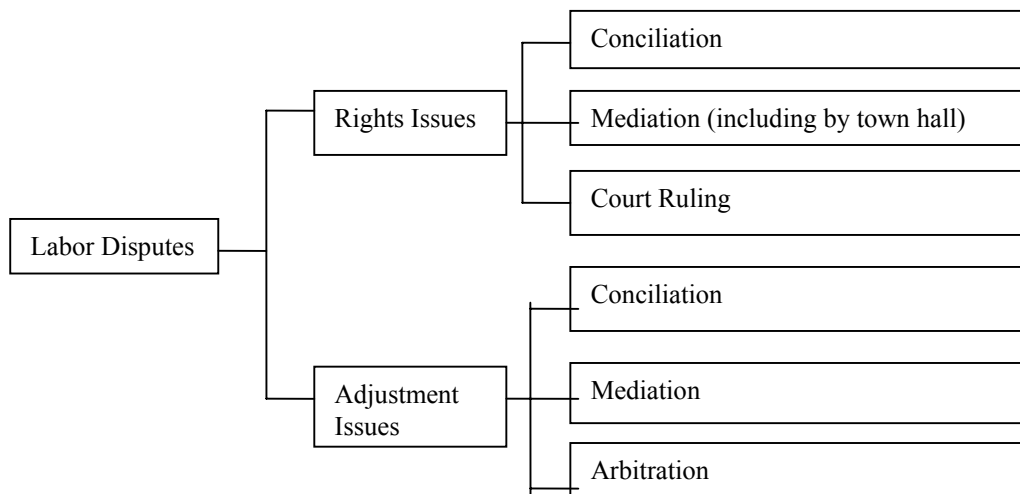 Conciliation
Rights Issues
Mediation (including by town hall)
Court Ruling
Labor Disputes
Conciliation
Adjustment
Issues
Mediation
Arbitration